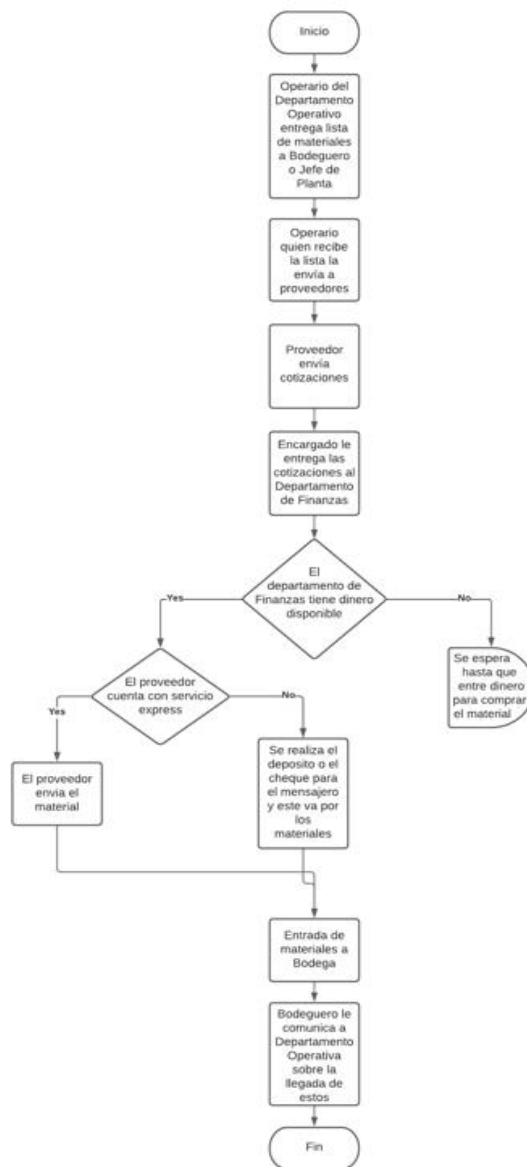 Inicio
Operario del
Departamento
Operativo
entrega lista
de materiales
a Bodeguero
o Jefe de
Planta
Operario
quien recibe
la lista la
envía a
proveedores
Proveedor
envía
cotizaciones
Encargado le
entrega las
cotizaciones al
Departamento
de Finanzas
El
departamento de
Finanzas tiene dinero
disponible
Yes
No
Se espera
hasta que
entre dinero
para comprar
el material
El proveedor
cuenta con servicio
express
Yes
No
El proveedor
envia el
material
Se realiza el
deposito o el
cheque para
el mensajero
y este va por
los
materiales
Entrada de
materiales a
Bodega
Bodeguero le
comunica a
Departamento
Operativa
sobre la
llegada de
estos
Fin